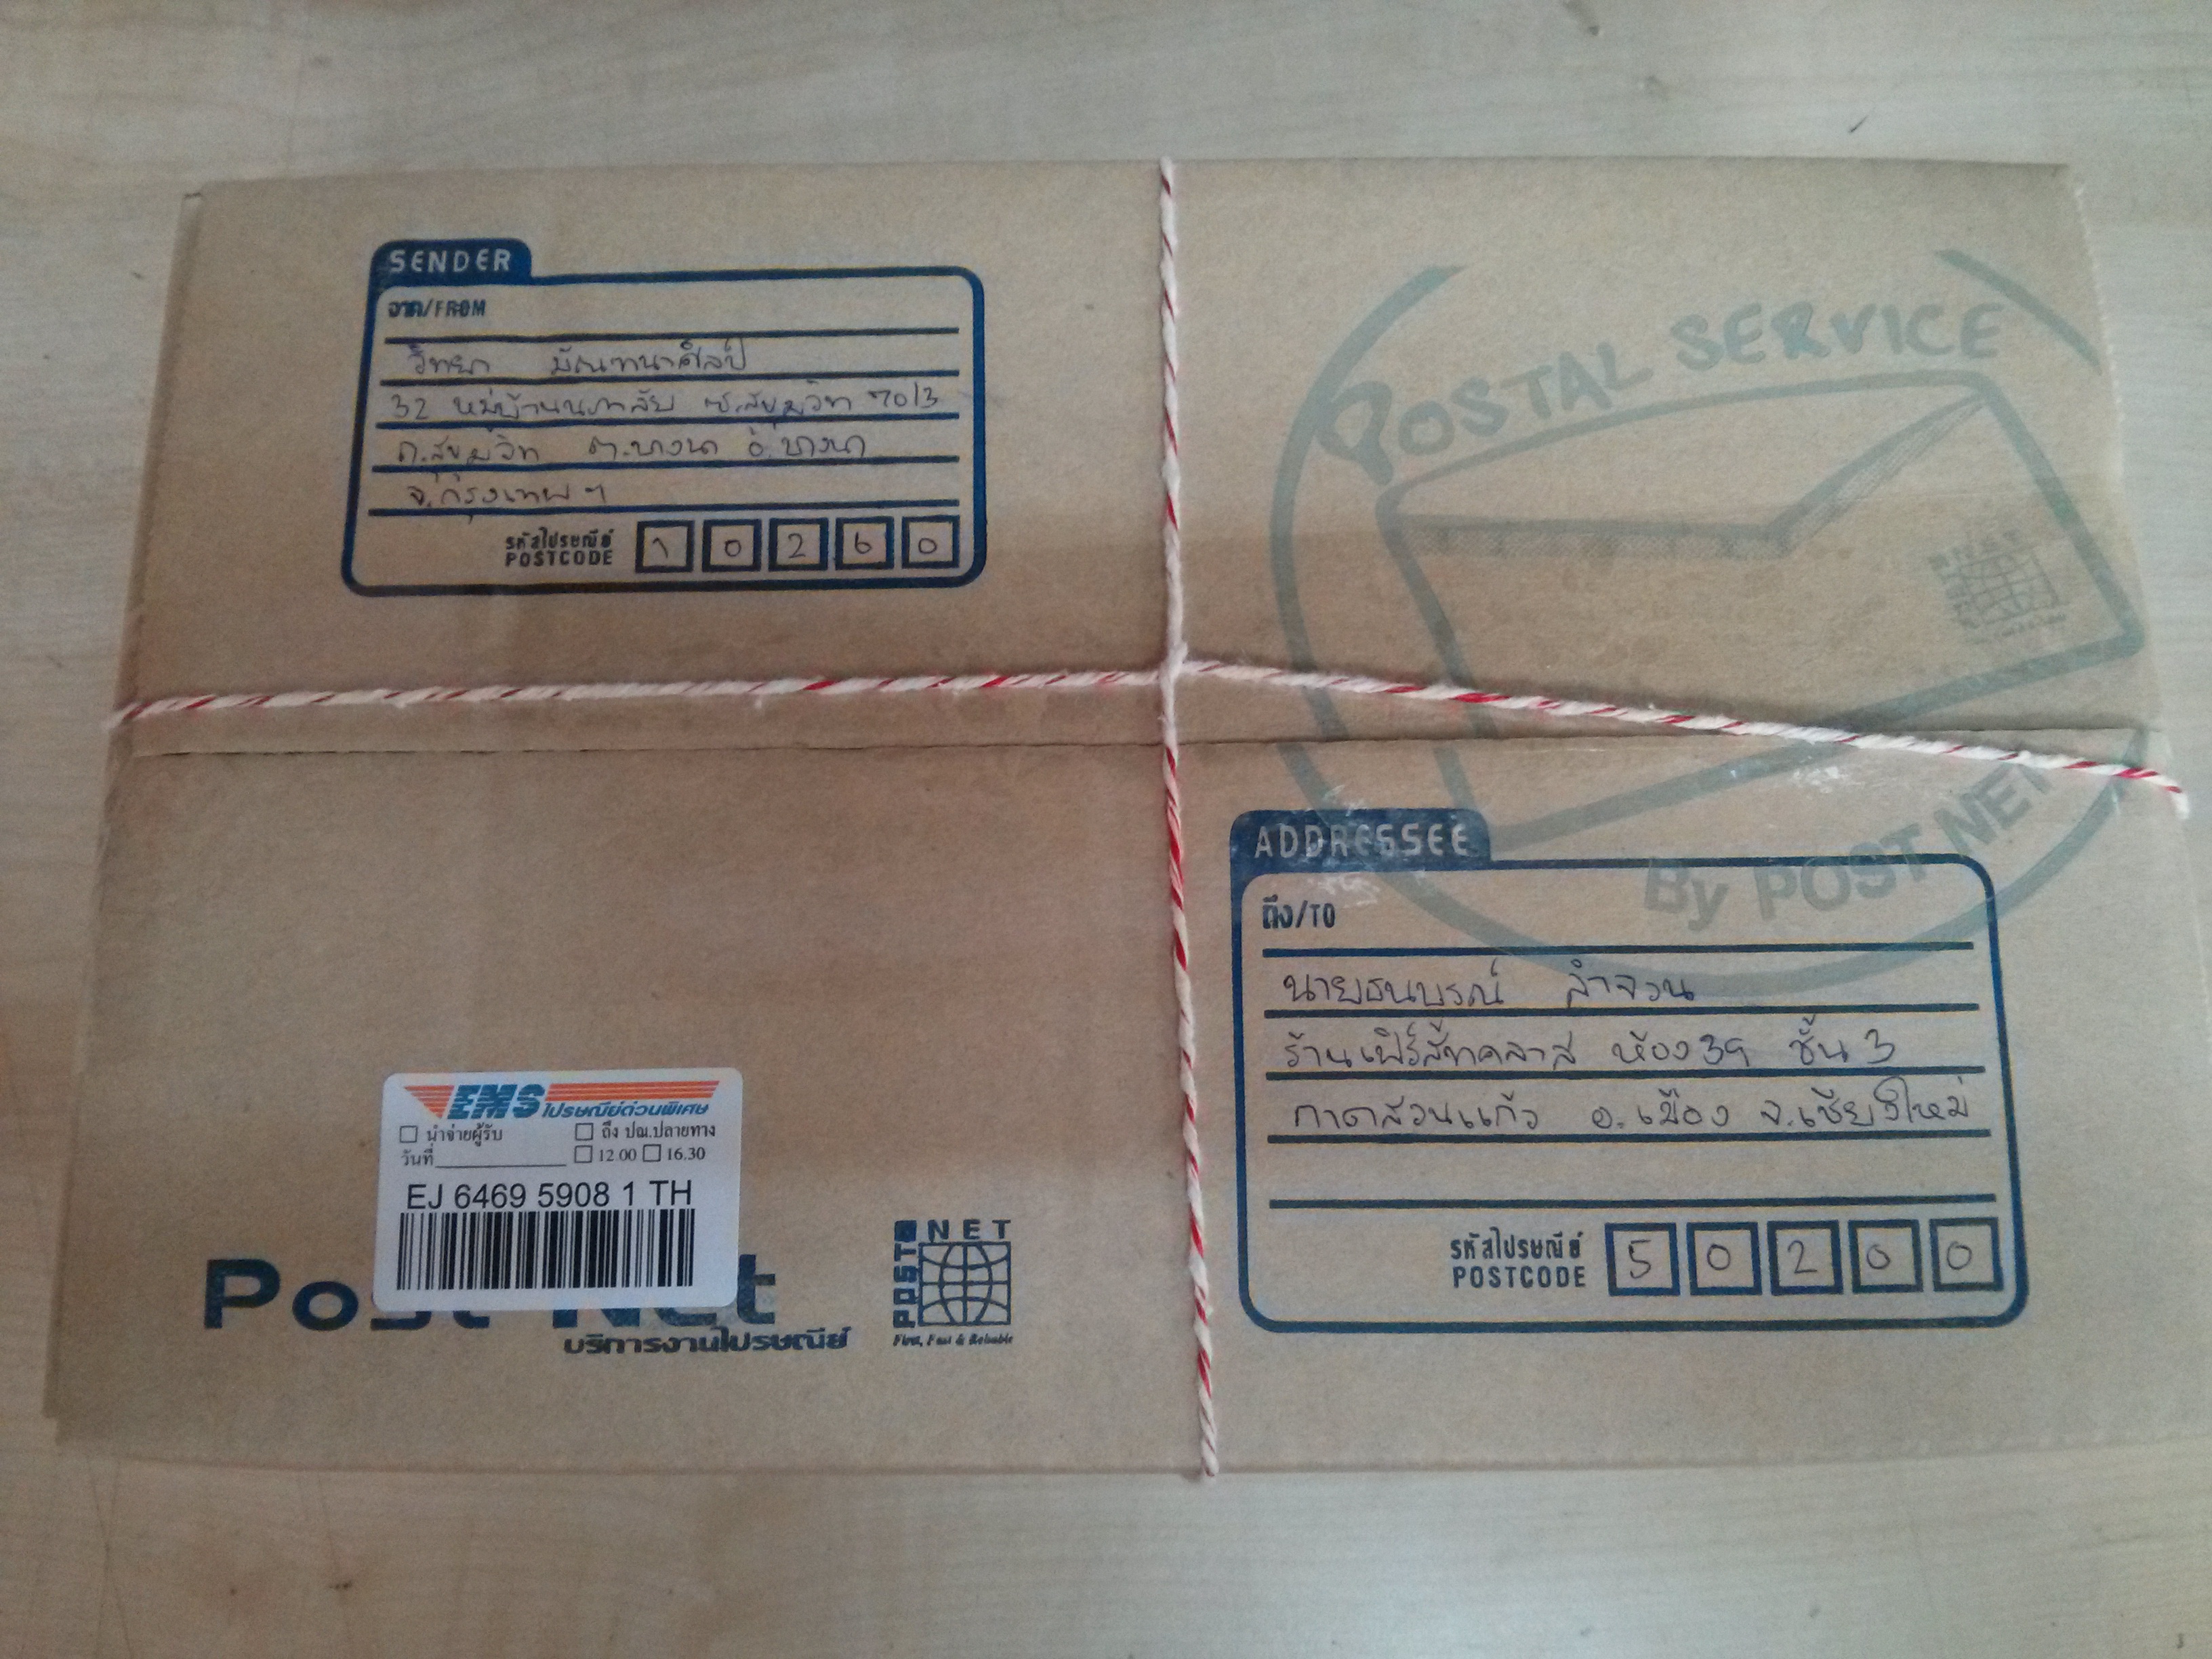 SENDER
จาก/FROM
วิทยา มัณฑนาศิลป์
32 หมู่บ้านนภาลัย ซ.สุขุมวิท 70/3
ถ.สุขุมวิท ต.บางนา อ.บางนา
จ.กรุงเทพฯ
รหัสไปรษณีย์
POSTCODE
1 0 2 6 0
POSTAL SERVICE
By POST NET
ADDRESSEE
ถึง/TO
นายธนบูรณ์ ลำจวน
ร้านเฟิร์สทคลาส ห้อง39 ชั้น 3
กาดสวนแก้ว อ.เมือง จ.เชียงใหม่
รหัสไปรษณีย์
POSTCODE
5 0 2 0 0
EMS ไปรษณีย์ด่วนพิเศษ
นำจ่ายผู้รับ ถึง ปณ.ปลายทาง
วันที่ 12.00 16.30
EJ 6469 5908 1 TH
Post Net
บริการงานไปรษณีย์
POST NET
First, Fast & Reliable